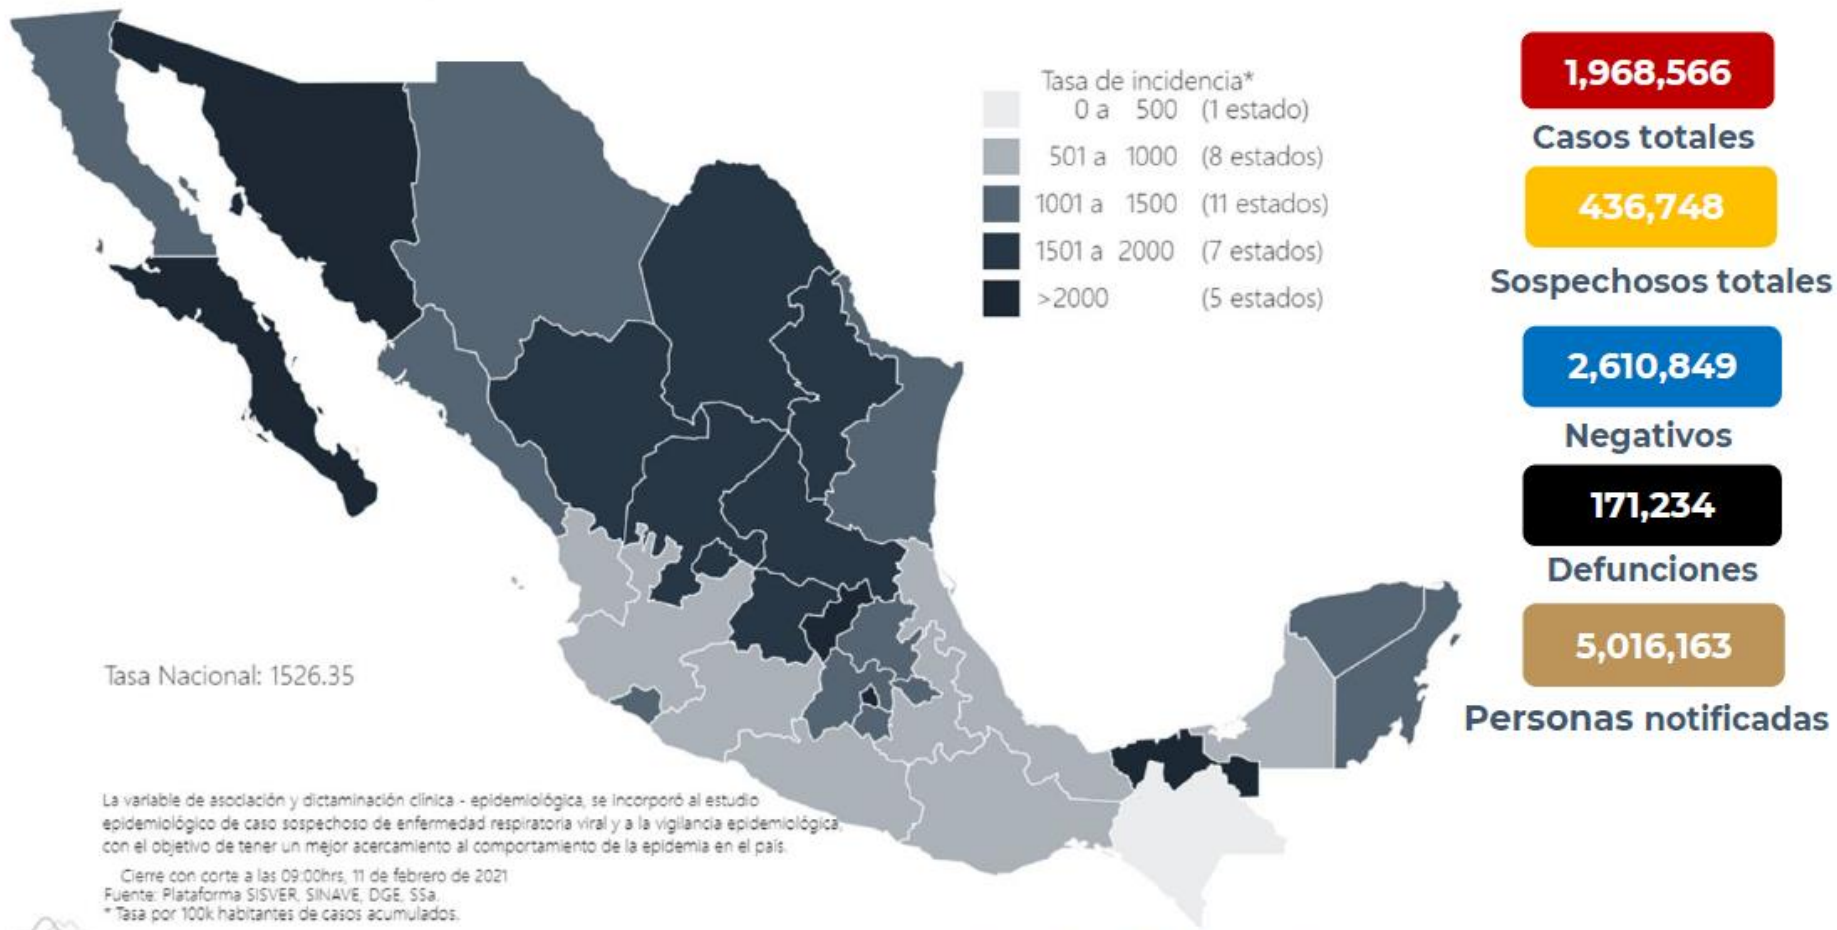 Tasa de incidencia*
0 a 500 (1 estado)
501 a 1000 (8 estados)
1001 a 1500 (11 estados)
1501 a 2000 (7 estados)
>2000 (5 estados)
1,968,566
Casos totales
436,748
Sospechosos totales
2,610,849
Negativos
171,234
Defunciones
5,016,163
Personas notificadas
Tasa Nacional: 1526.35
La variable de asociación y dictaminación clínica - epidemiológica, se incorporó al estudio
epidemiológico de caso sospechoso de enfermedad respiratoria viral y a la vigilancia epidemiológica,
con el objetivo de tener un mejor acercamiento al comportamiento de la epidemia en el país.
Cierre con corte a las 09:00hrs, 11 de febrero de 2021
Fuente: Plataforma SISVER, SINAVE, DGE, SSa.
* Tasa por 100k habitantes de casos acumulados.